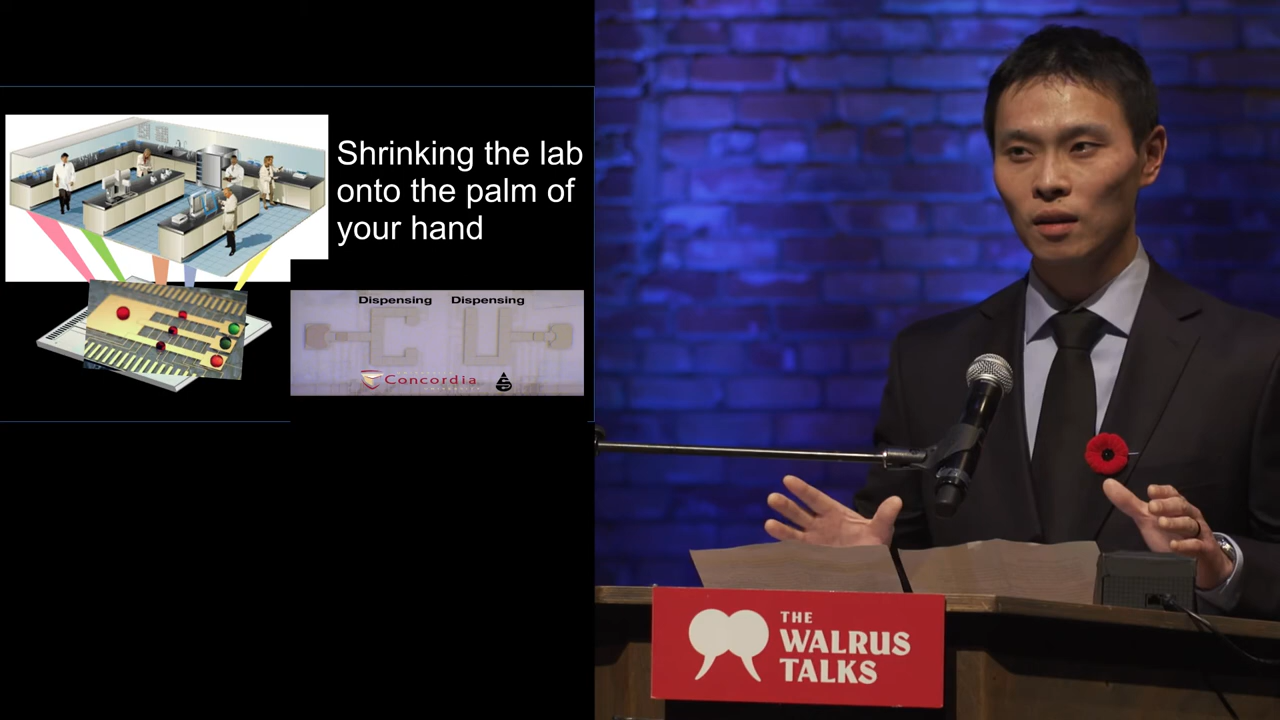 Shrinking the lab
onto the palm of
your hand
Dispensing Dispensing
Concordia
THE
WALRUS
TALKS